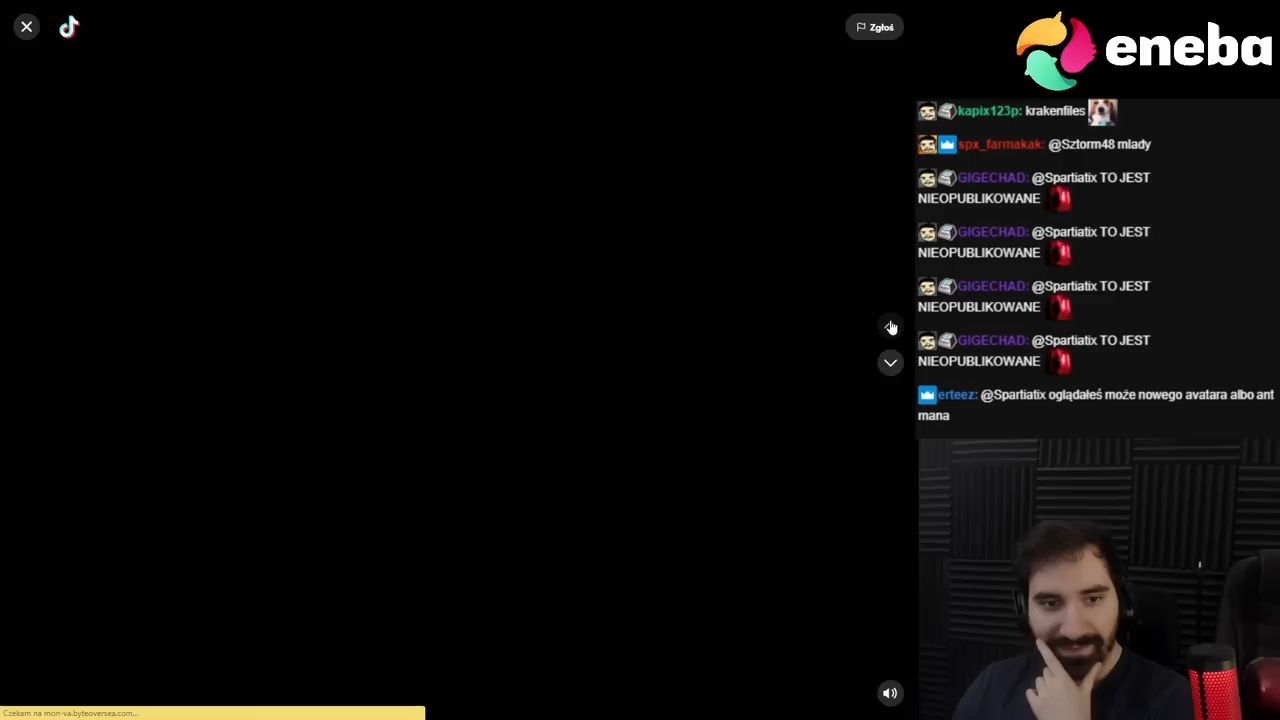 Zgłoś
eneba
kapix123p: krakenfiles
spx_farmakak: @Sztorm48 mlady
GIGECHAD: @Spartiatix TO JEST
NIEOPUBLIKOWANE
GIGECHAD: @Spartiatix TO JEST
NIEOPUBLIKOWANE
GIGECHAD: @Spartiatix TO JEST
NIEOPUBLIKOWANE
GIGECHAD: @Spartiatix TO JEST
NIEOPUBLIKOWANE
erteez: @Spartiatix oglądałeś może nowego avatara albo ant
mana
Czekam na mon-va.byteoversea.com...